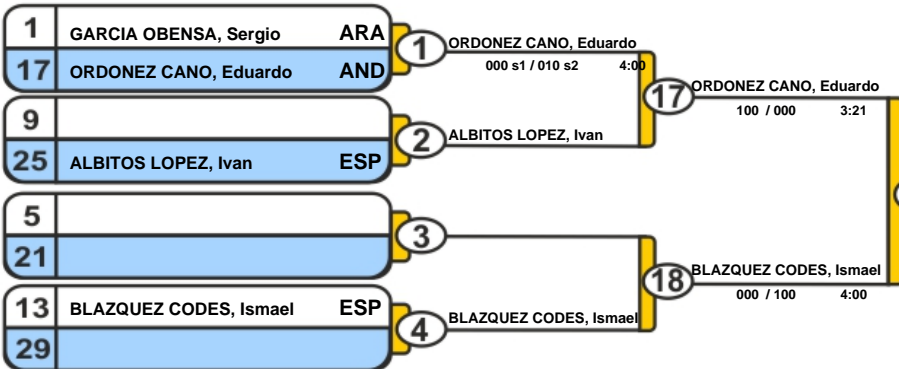 1 GARCIA OBENSA, Sergio ARA
17 ORDONEZ CANO, Eduardo AND
1 ORDONEZ CANO, Eduardo
000 s1 / 010 s2 4:00
9
25 ALBITOS LOPEZ, Ivan ESP
2 ALBITOS LOPEZ, Ivan
17 ORDONEZ CANO, Eduardo
100 / 000 3:21
5
21
3
13 BLAZQUEZ CODES, Ismael ESP
29
4 BLAZQUEZ CODES, Ismael
18 BLAZQUEZ CODES, Ismael
000 / 100 4:00